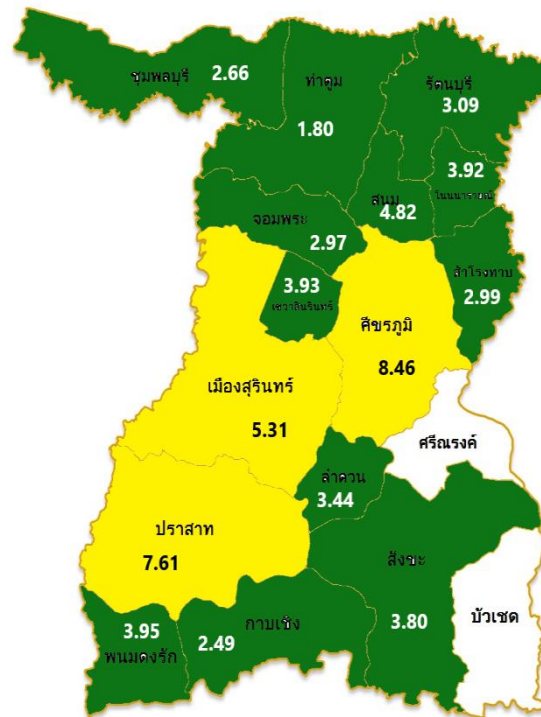 ชุมพลบุรี 2.66
ท่าตูม
1.80
รัตนบุรี
3.09
3.92
โนนนารายณ์
สนม
4.82
จอมพระ
2.97
สำโรงทาบ
2.99
3.93
เขวาสินรินทร์
ศีขรภูมิ
8.46
เมืองสุรินทร์
5.31
ศรีณรงค์
ลำดวน
3.44
ปราสาท
7.61
สังขะ
3.80
บัวเชด
3.95
พนมดงรัก
กาบเชิง
2.49